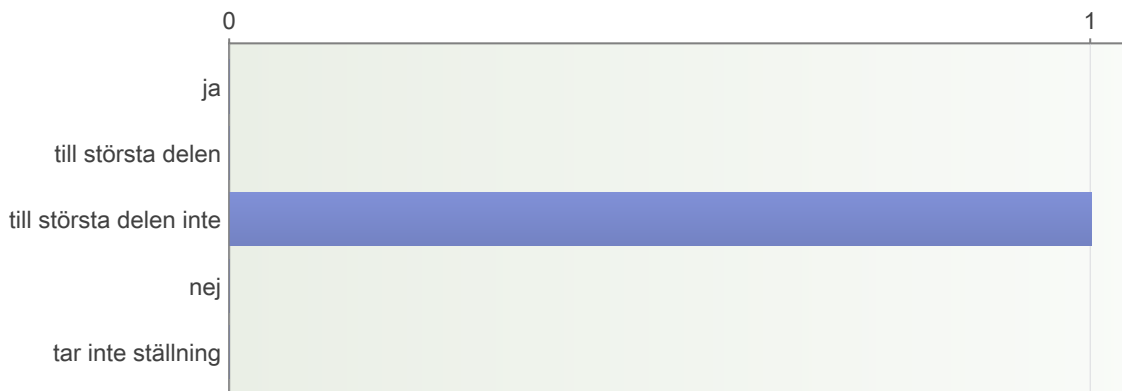 0 1
ja
till största delen
till största delen inte
nej
tar inte ställning